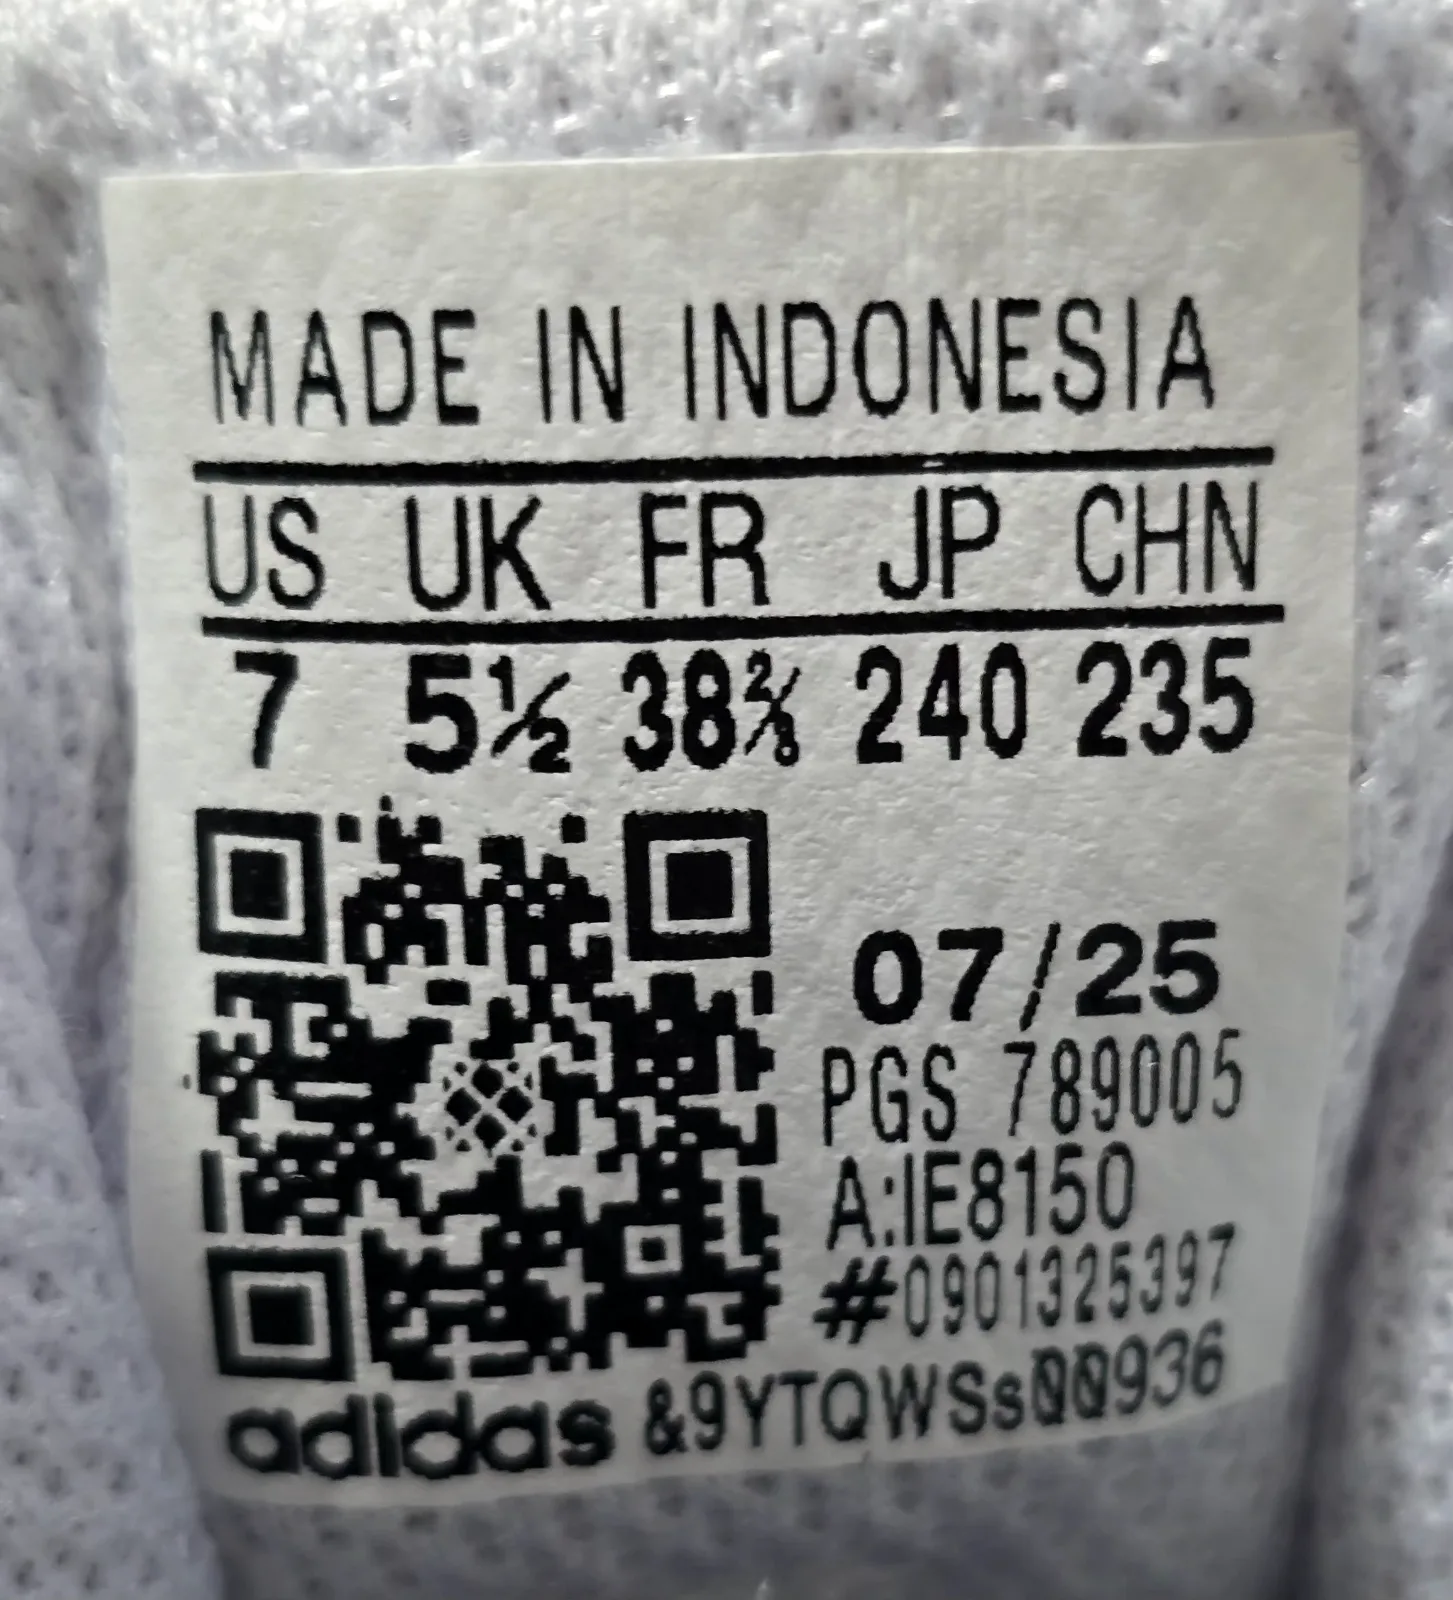 MADE IN INDONESIA
US UK FR JP CHN
7 5½ 38⅔ 240 235
07/25
PGS 789005
A:IE8150
#0901325397
adidas &9YTQWSs00936